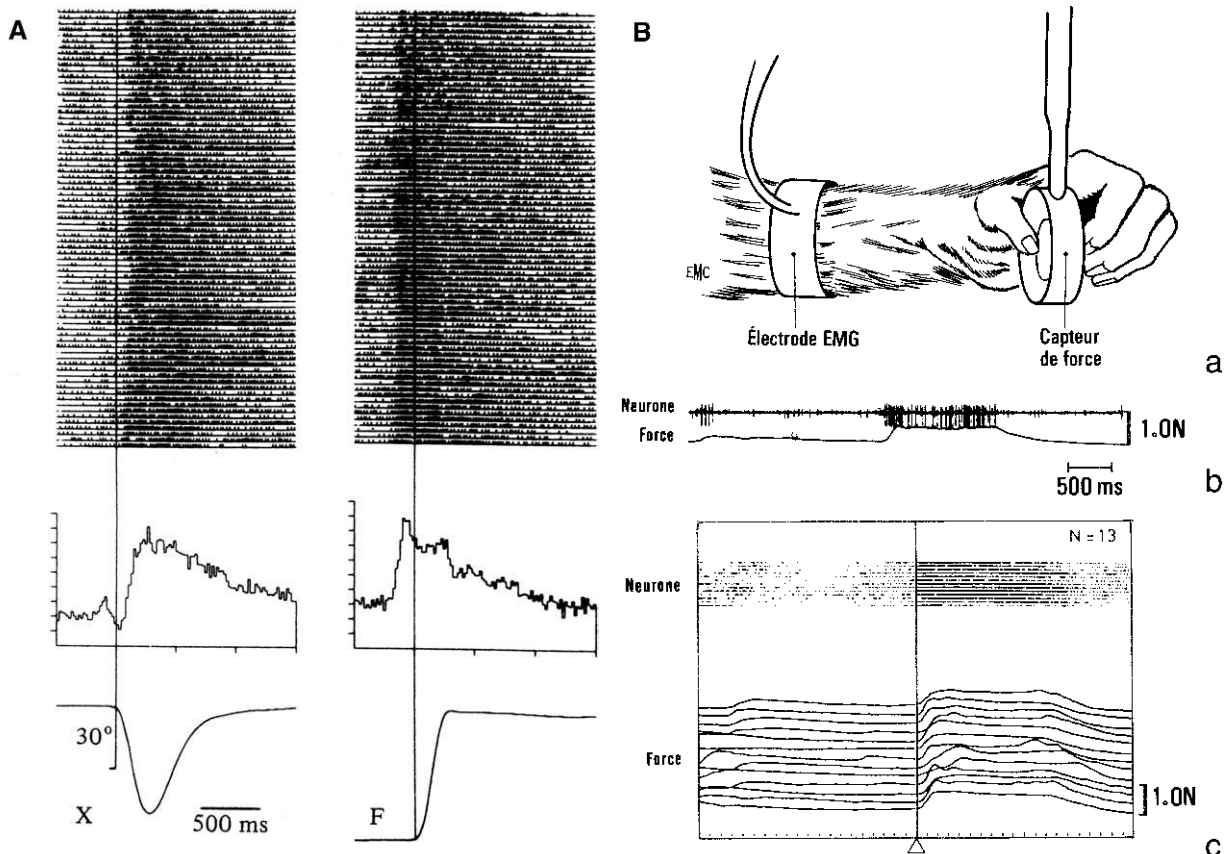 A
30°
X
500 ms
F
B
EMC
Électrode EMG
Capteur
de force
a
Neurone
Force
1.0N
500 ms
b
N = 13
Neurone
Force
1.0N
c